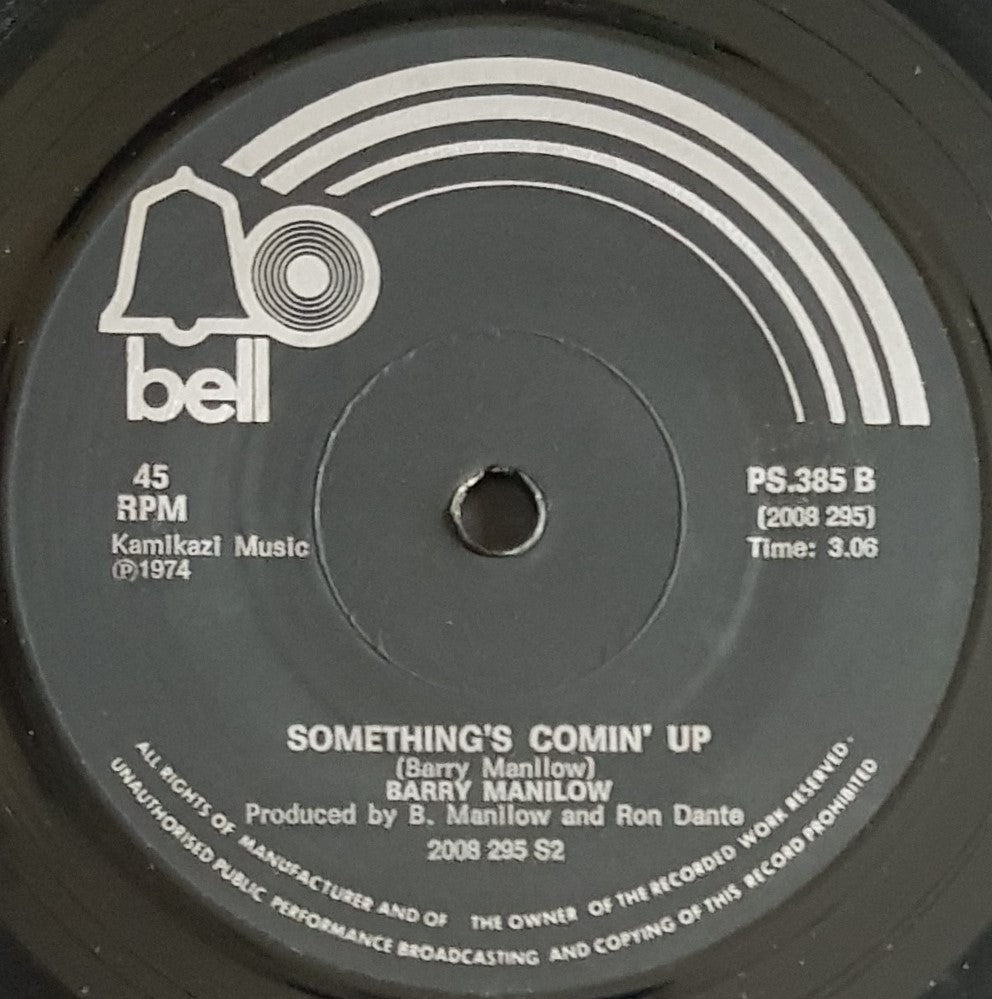 bell
45
RPM
Kamikazi Music
Ⓟ1974
PS.385 B
(2008 295)
Time: 3.06
SOMETHING'S COMIN' UP
(Barry Manilow)
BARRY MANILOW
Produced by B. Manilow and Ron Dante
2008 295 S2
ALL RIGHTS OF MANUFACTURER AND OF THE OWNER OF THE RECORDED WORK RESERVED.
UNAUTHORISED PUBLIC PERFORMANCE BROADCASTING AND COPYING OF THIS RECORD PROHIBITED